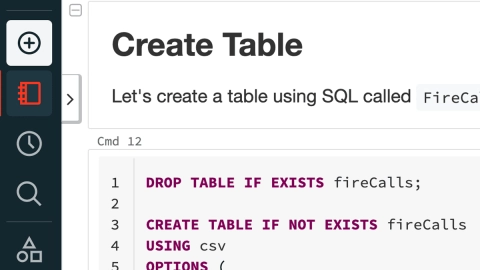 Create Table
Let's create a table using SQL called
Cmd 12
1 DROP TABLE IF EXISTS fireCalls;
2
3 CREATE TABLE IF NOT EXISTS fireCalls
4 USING csv
5 OPTIONS (